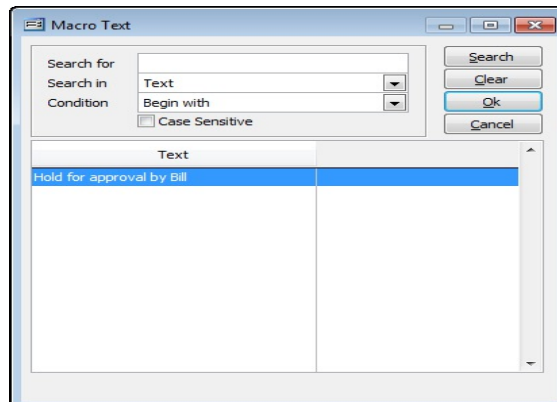 Macro Text
Search for
Search in Text
Condition Begin with
Case Sensitive
Search
Clear
Ok
Cancel
Text
Hold for approval by Bill